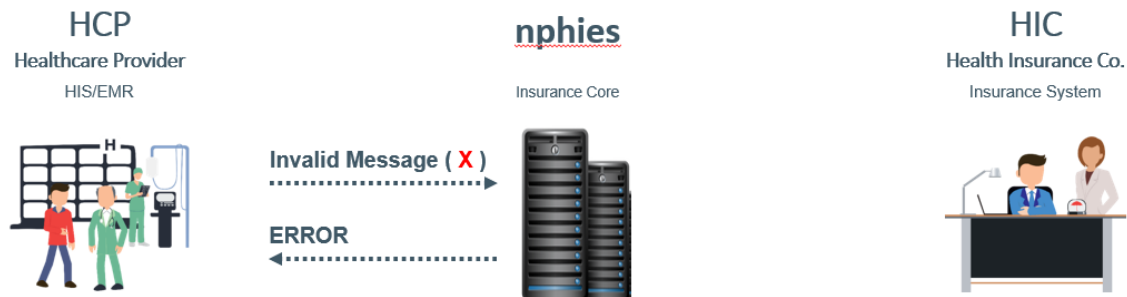 HCP
Healthcare Provider
HIS/EMR
nphies
Insurance Core
HIC
Health Insurance Co.
Insurance System
H
Invalid Message ( X )
ERROR